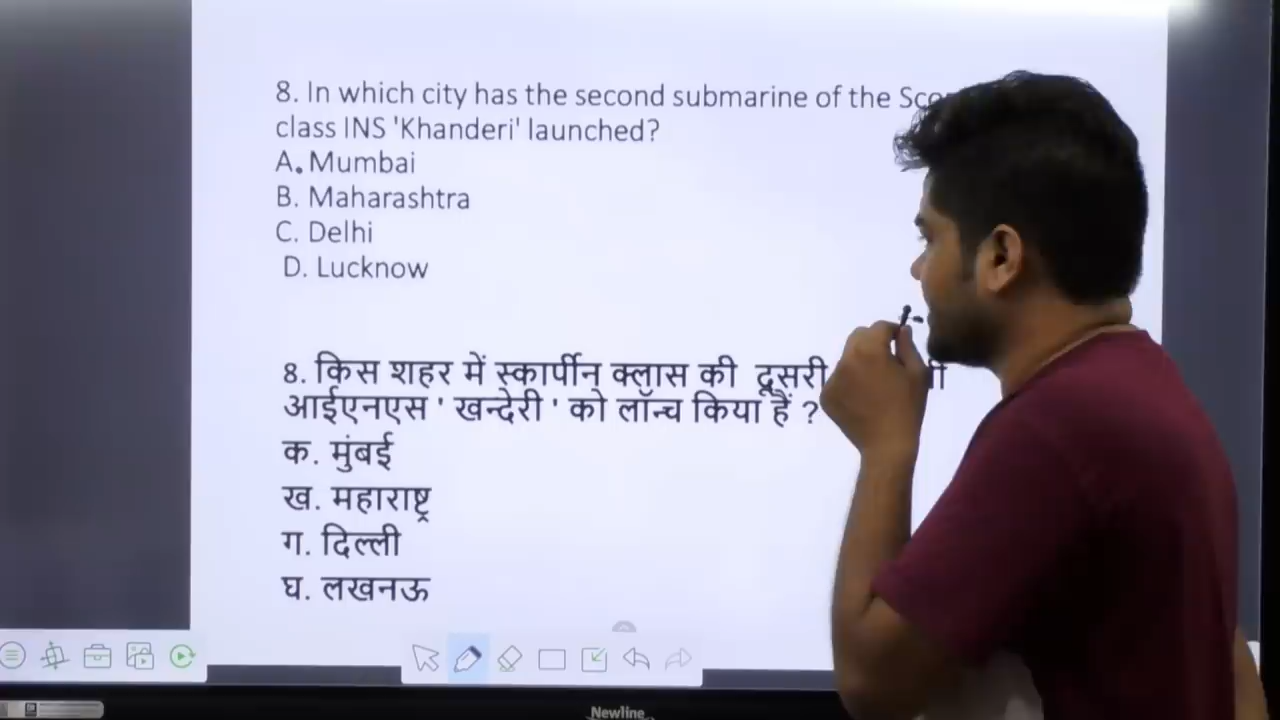 8. In which city has the second submarine of the
class INS 'Khanderi' launched?
A. Mumbai
B. Maharashtra
C. Delhi
D. Lucknow
8. किस शहर में स्कार्पीन क्लास की दूसरी
आईएनएस ' खन्देरी ' को लॉन्च किया हैं ?
क. मुंबई
ख. महाराष्ट्र
ग. दिल्ली
घ. लखनऊ
Newline